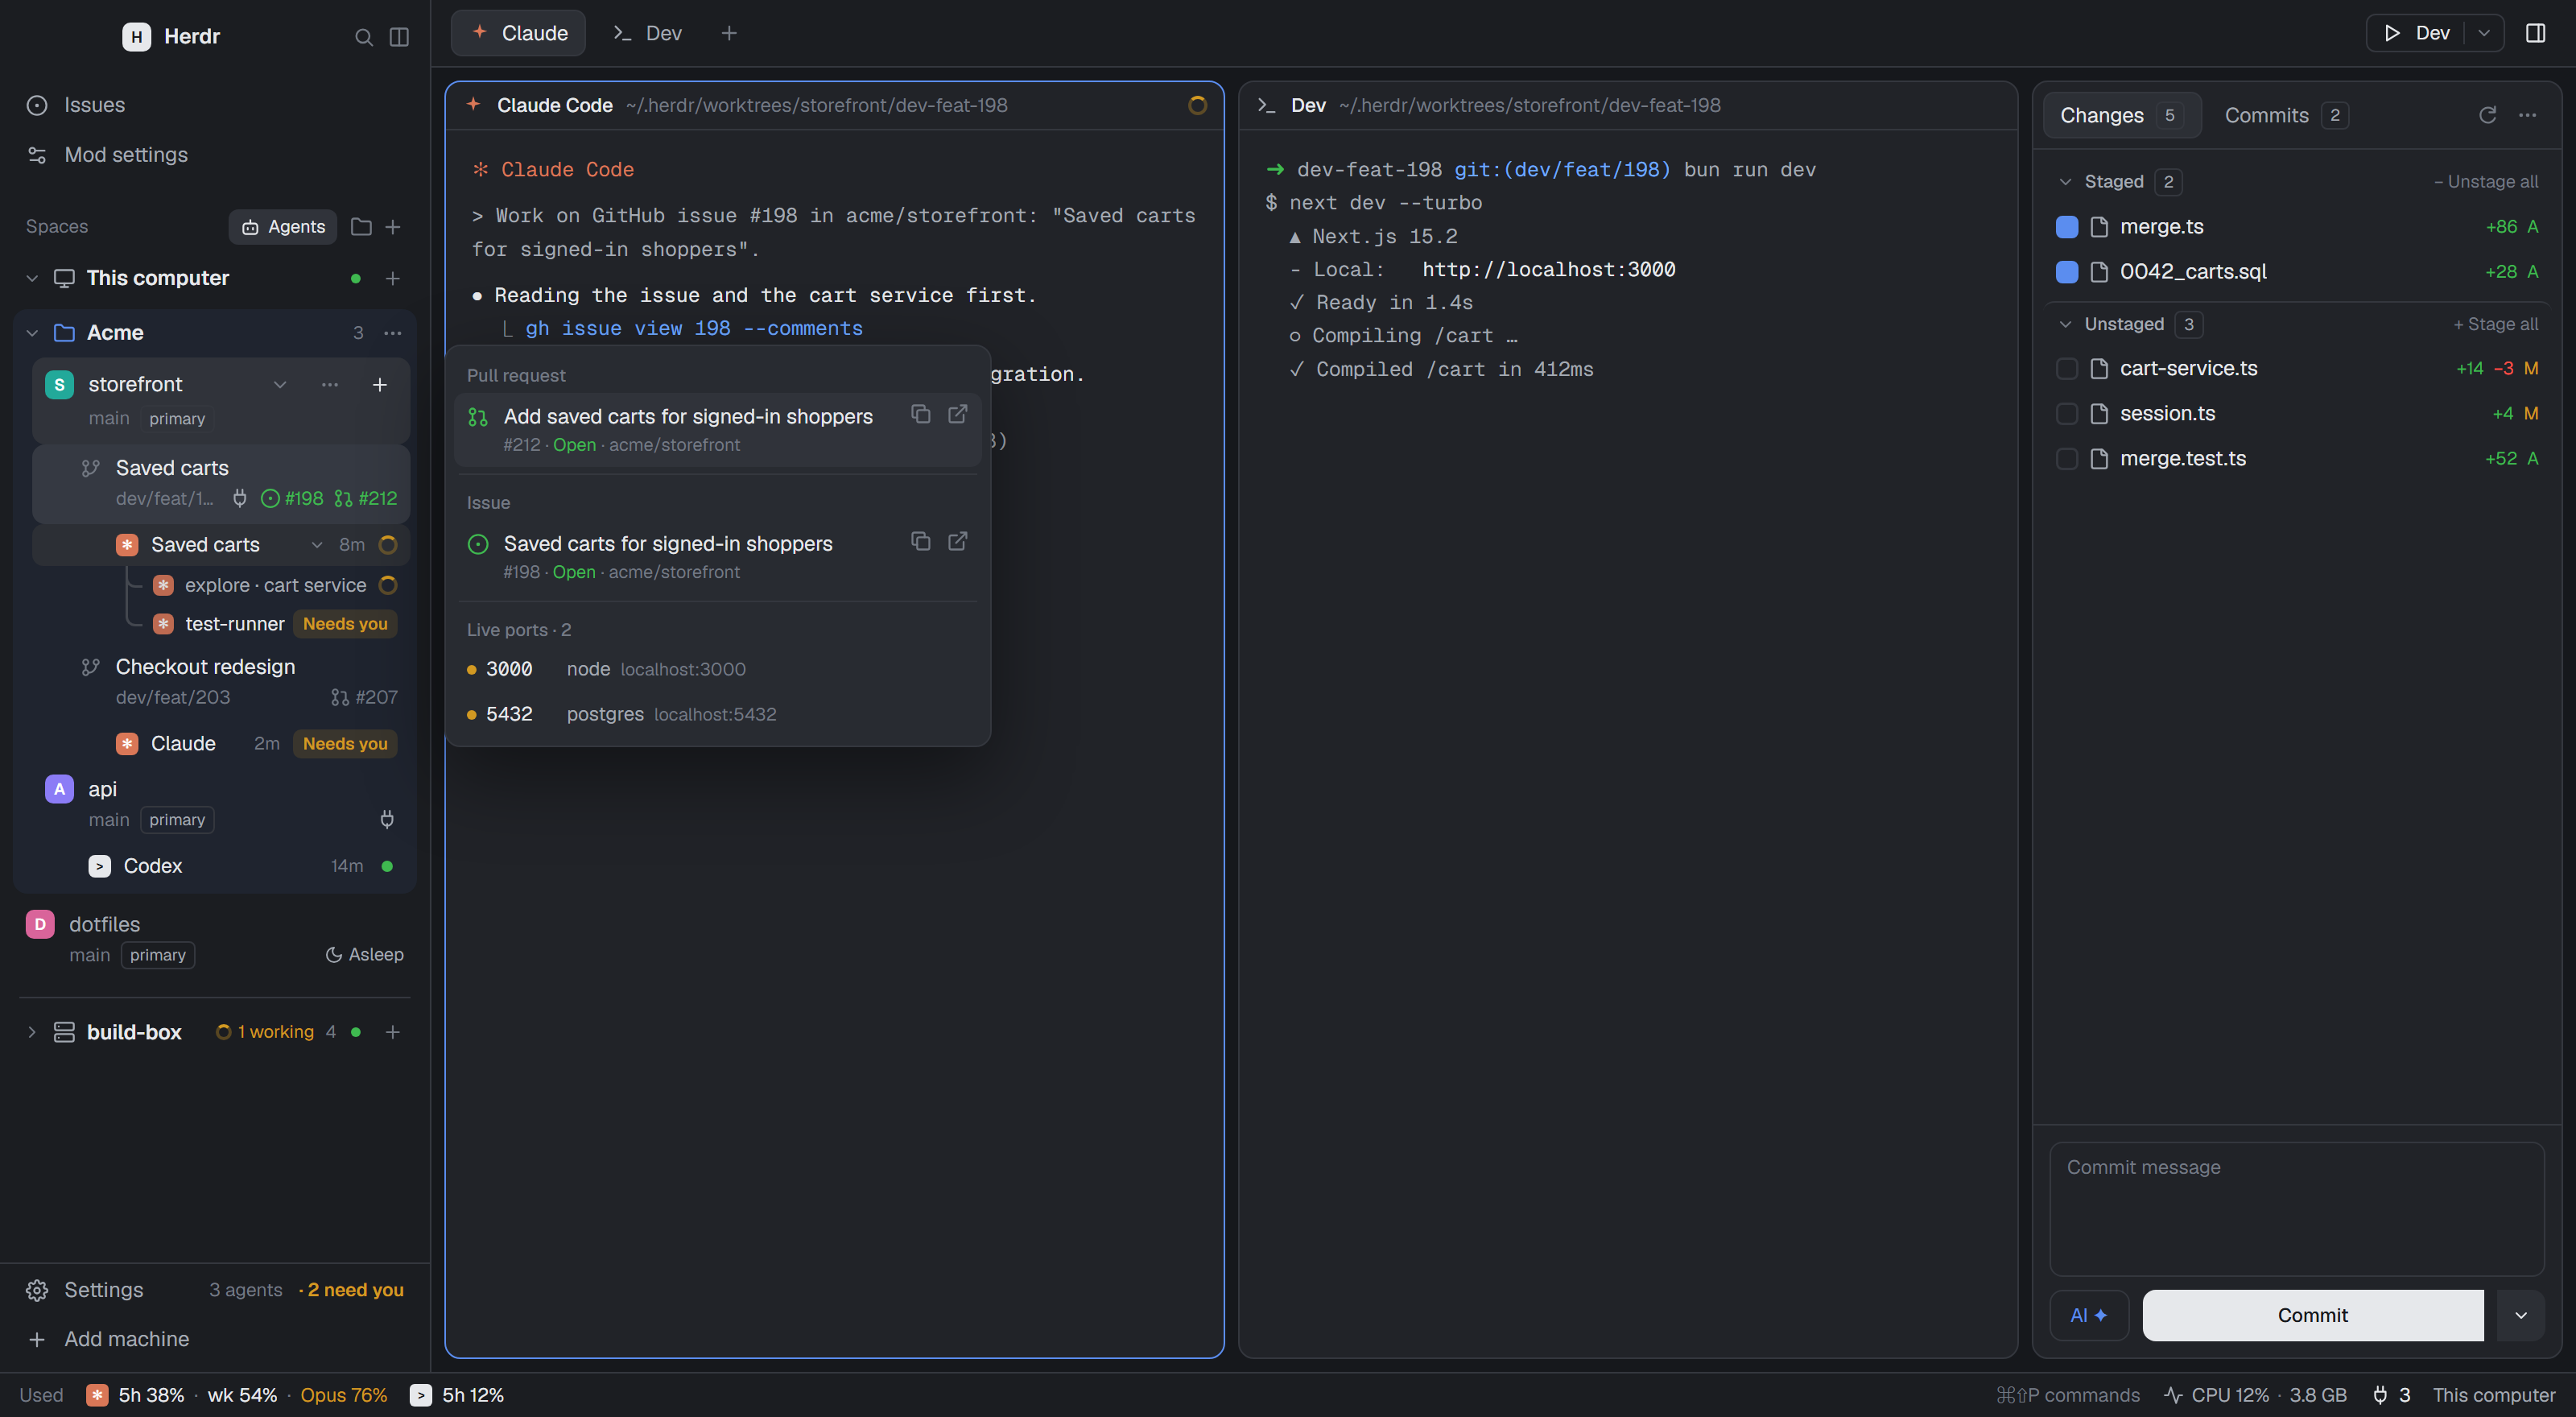 H Herdr
Issues
Mod settings
Spaces Agents
This computer
Acme 3
S storefront
main primary
Saved carts
dev/feat/1... #198 #212
Saved carts 8m
explore · cart service
test-runner Needs you
Checkout redesign
dev/feat/203 #207
Claude 2m Needs you
A api
main primary
Codex 14m
D dotfiles
main primary Asleep
build-box 1 working 4
Settings 3 agents · 2 need you
Add machine
Claude Dev
Dev
Claude Code ~/.herdr/worktrees/storefront/dev-feat-198
✻ Claude Code
> Work on GitHub issue #198 in acme/storefront: "Saved carts
for signed-in shoppers".
● Reading the issue and the cart service first.
⎿ gh issue view 198 --comments
gration.
Pull request
Add saved carts for signed-in shoppers
#212 · Open · acme/storefront
Issue
Saved carts for signed-in shoppers
#198 · Open · acme/storefront
Live ports · 2
3000 node localhost:3000
5432 postgres localhost:5432
Dev ~/.herdr/worktrees/storefront/dev-feat-198
➜ dev-feat-198 git:(dev/feat/198) bun run dev
$ next dev --turbo
▲ Next.js 15.2
- Local: http://localhost:3000
✓ Ready in 1.4s
○ Compiling /cart …
✓ Compiled /cart in 412ms
Changes 5 Commits 2
Staged 2 − Unstage all
merge.ts +86 A
0042_carts.sql +28 A
Unstaged 3 + Stage all
cart-service.ts +14 −3 M
session.ts +4 M
merge.test.ts +52 A
Commit message
AI Commit
Used 5h 38% · wk 54% · Opus 76% 5h 12%
⌘⇧P commands CPU 12% · 3.8 GB 3 This computer